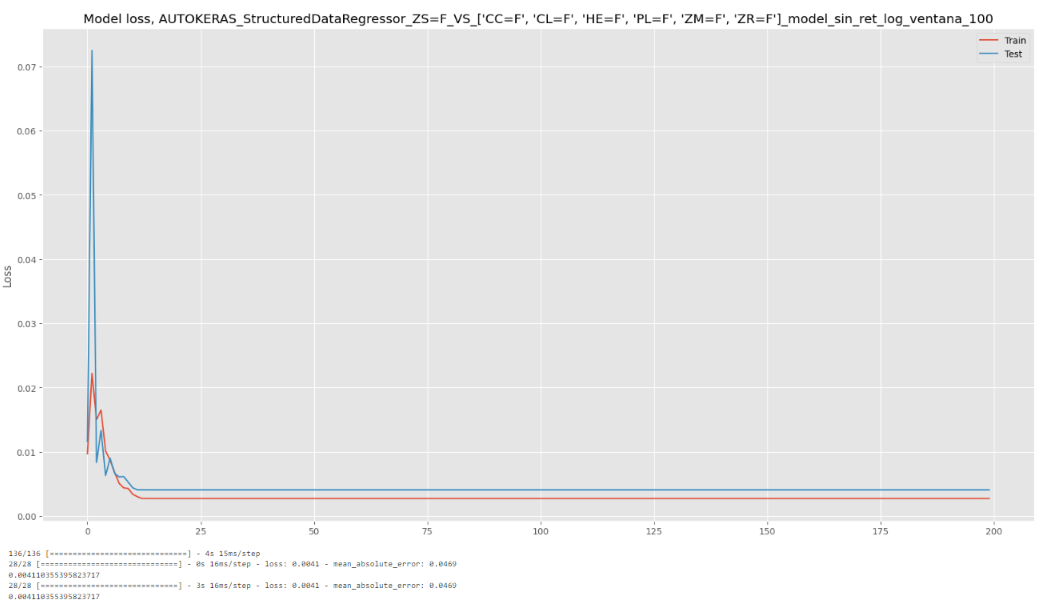 Model loss, AUTOKERAS_StructuredDataRegressor_ZS=F_VS_['CC=F', 'CL=F', 'HE=F', 'PL=F', 'ZM=F', 'ZR=F']_model_sin_ret_log_ventana_100
Train
Test
0.07
0.06
0.05
0.04
0.03
0.02
0.01
0.00
Loss
0 25 50 75 100 125 150 175 200
136/136 [==============================] - 4s 15ms/step
28/28 [==============================] - 0s 16ms/step - loss: 0.0041 - mean_absolute_error: 0.0469
0.004110355395823717
28/28 [==============================] - 3s 16ms/step - loss: 0.0041 - mean_absolute_error: 0.0469
0.004110355395823717